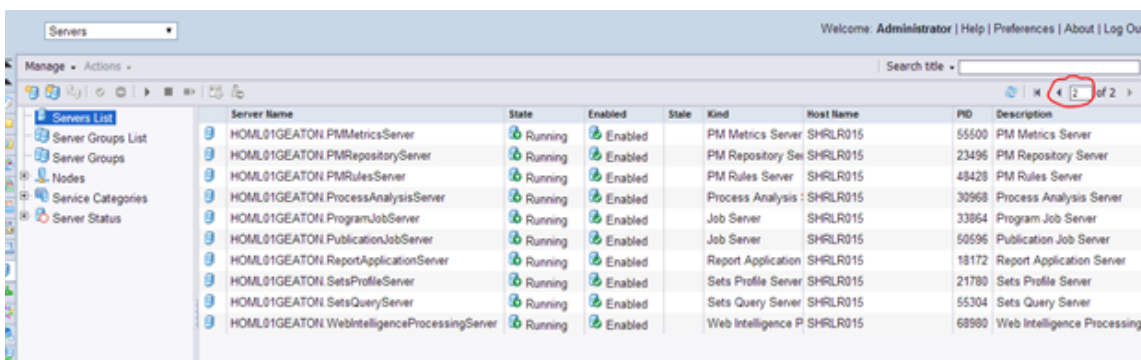 Servers Welcome: Administrator | Help | Preferences | About | Log Ou
Manage Actions Search title
2 of 2
Servers List
Server Groups List
Server Groups
Nodes
Service Categories
Server Status
Server Name State Enabled Stale Kind Host Name PID Description
HOML01GEATON.PMMetricsServer Running Enabled PM Metrics Server SHRLR015 55500 PM Metrics Server
HOML01GEATON.PMRepositoryServer Running Enabled PM Repository Ser SHRLR015 23496 PM Repository Server
HOML01GEATON.PMRulesServer Running Enabled PM Rules Server SHRLR015 48428 PM Rules Server
HOML01GEATON.ProcessAnalysisServer Running Enabled Process Analysis SHRLR015 30968 Process Analysis Server
HOML01GEATON.ProgramJobServer Running Enabled Job Server SHRLR015 33864 Program Job Server
HOML01GEATON.PublicationJobServer Running Enabled Job Server SHRLR015 50596 Publication Job Server
HOML01GEATON.ReportApplicationServer Running Enabled Report Application SHRLR015 18172 Report Application Server
HOML01GEATON.SetsProfileServer Running Enabled Sets Profile Server SHRLR015 21780 Sets Profile Server
HOML01GEATON.SetsQueryServer Running Enabled Sets Query Server SHRLR015 55304 Sets Query Server
HOML01GEATON.WebIntelligenceProcessingServer Running Enabled Web Intelligence P SHRLR015 68980 Web Intelligence Processing